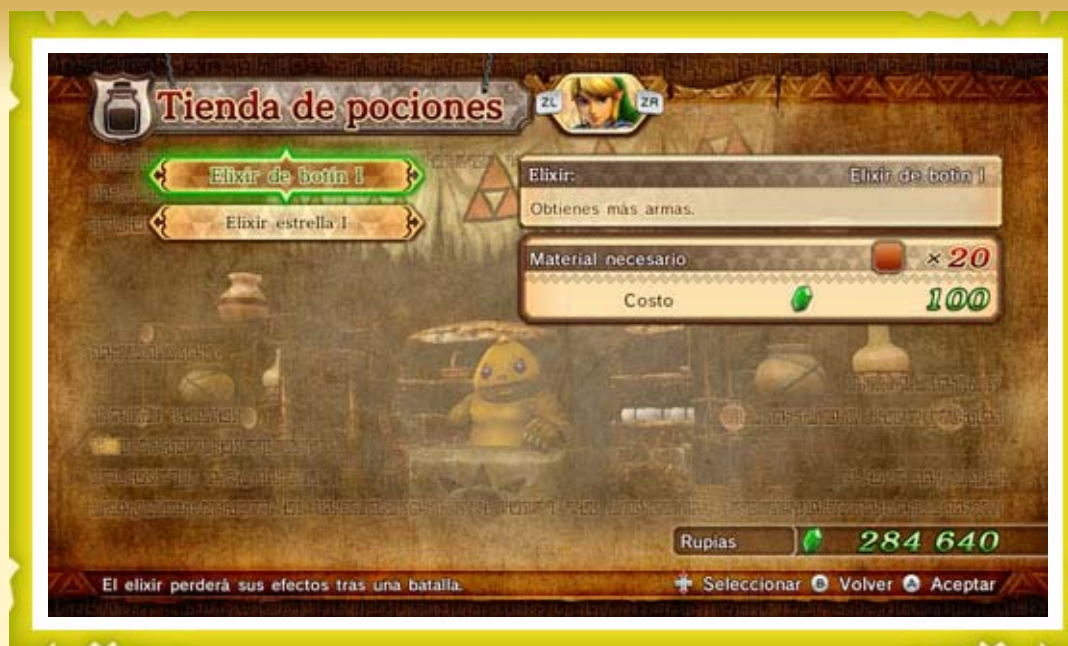 Tienda de pociones
ZL
ZR
Elixir de botín I
Elixir estrella I
Elixir: Elixir de botín I
Obtienes más armas.
Material necesario × 20
Costo 100
Rupias 284 640
El elixir perderá sus efectos tras una batalla.
Seleccionar B Volver A Aceptar